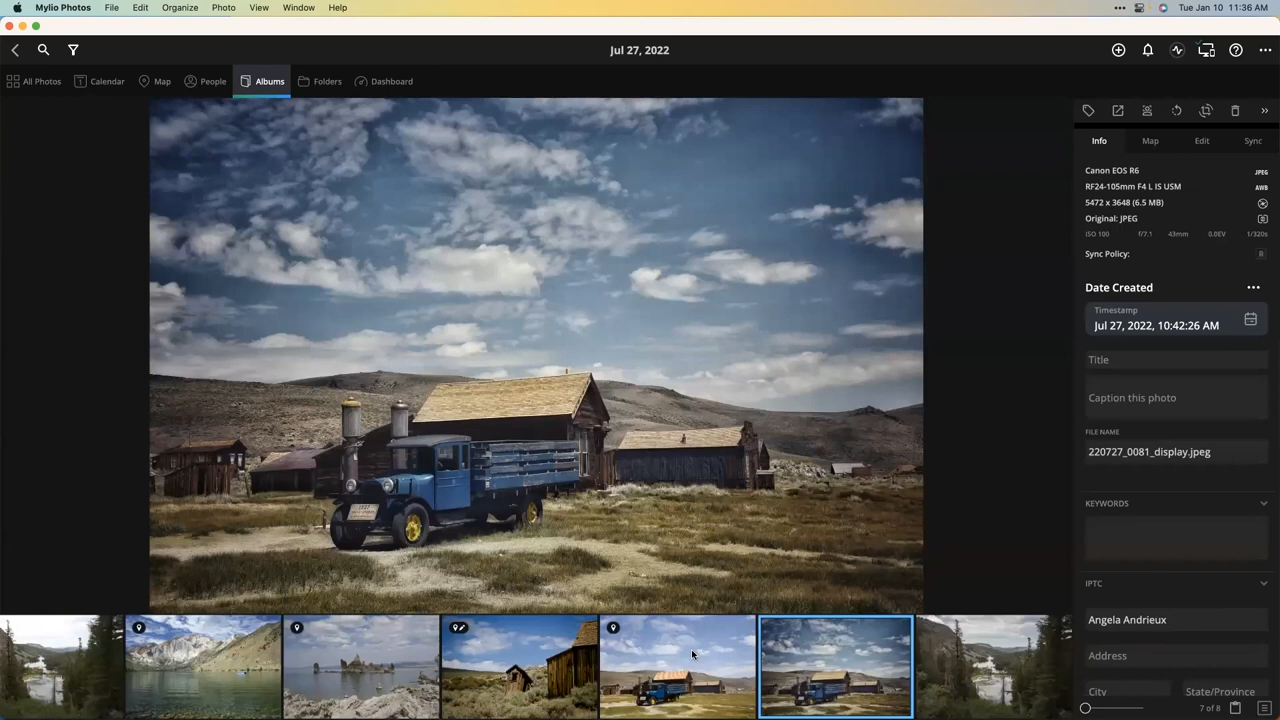 Mylio Photos File Edit Organize Photo View Window Help Tue Jan 10 11:36 AM
Jul 27, 2022
All Photos Calendar Map People Albums Folders Dashboard
Info Map Edit Sync
Canon EOS R6 JPEG
RF24-105mm F4 L IS USM AWB
5472 x 3648 (6.5 MB)
Original: JPEG
ISO 100 f/7.1 43mm 0.0EV 1/320s
Sync Policy:
Date Created
Timestamp
Jul 27, 2022, 10:42:26 AM
Title
Caption this photo
FILE NAME
220727_0081_display.jpeg
KEYWORDS
IPTC
Angela Andrieux
Address
City State/Province
7 of 8